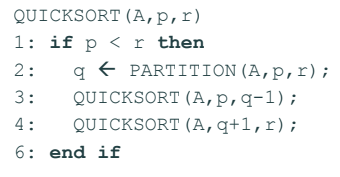 QUICKSORT(A,p,r)
1: if p < r then
2: q ← PARTITION(A,p,r);
3: QUICKSORT(A,p,q-1);
4: QUICKSORT(A,q+1,r);
6: end if